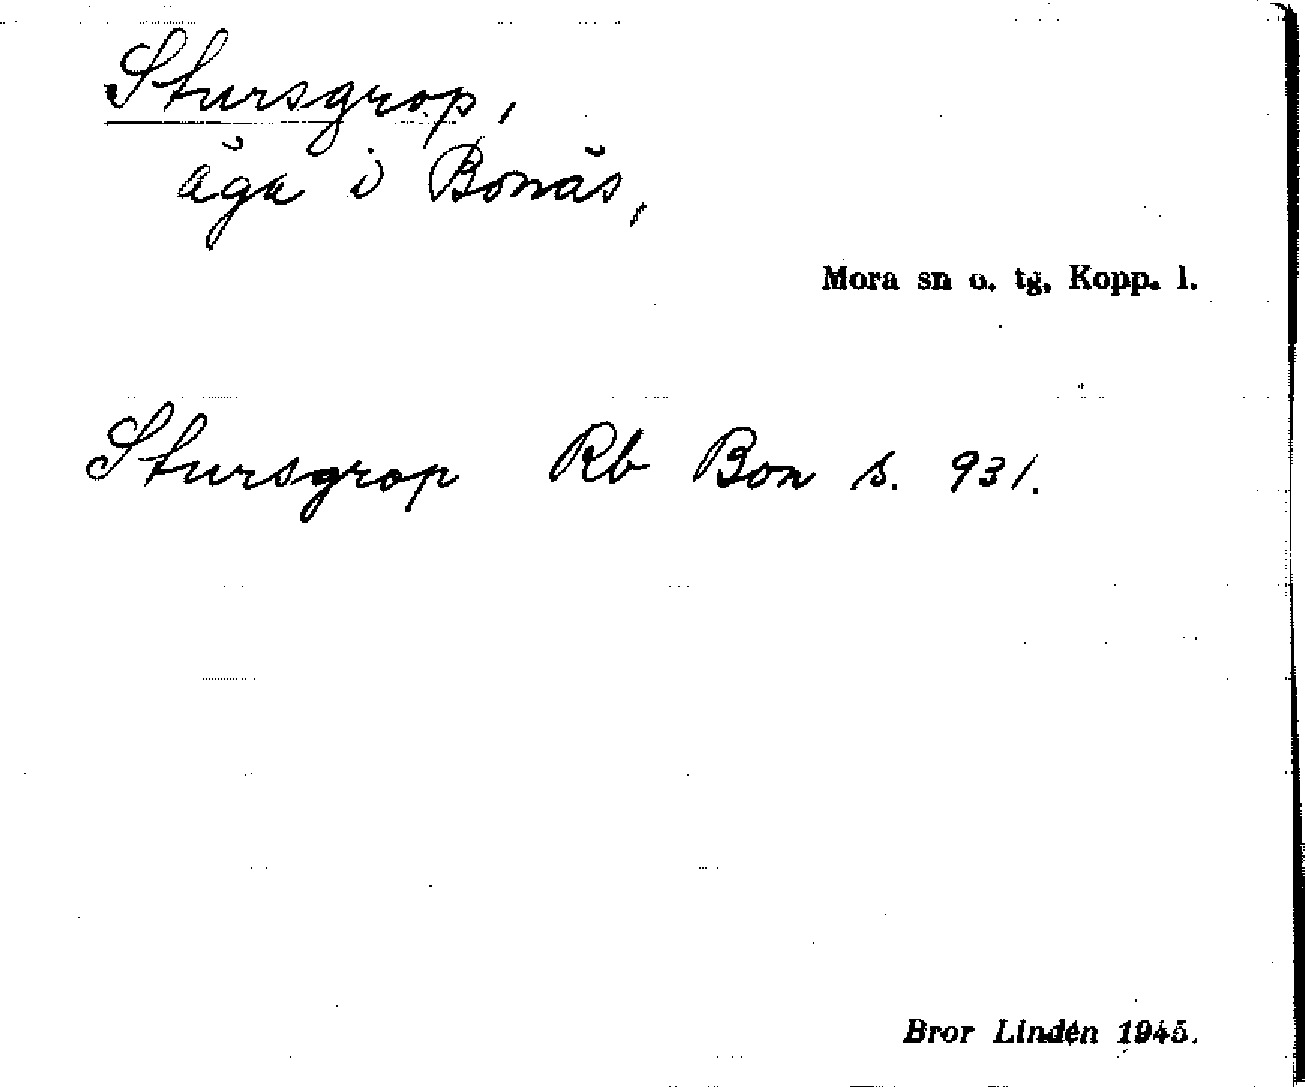 Stursgrop,
äga i Bonäs,
Mora sn o. tg. Kopp. l.
Stursgrop Rb Bon s. 931.
Bror Lindén 1945.